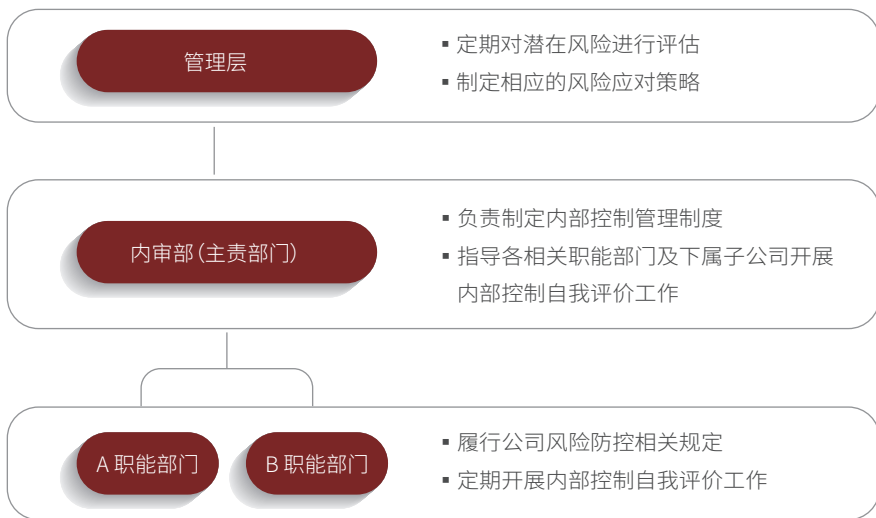 管理层
▪ 定期对潜在风险进行评估
▪ 制定相应的风险应对策略
内审部(主责部门)
▪ 负责制定内部控制管理制度
▪ 指导各相关职能部门及下属子公司开展
内部控制自我评价工作
A 职能部门
B 职能部门
▪ 履行公司风险防控相关规定
▪ 定期开展内部控制自我评价工作